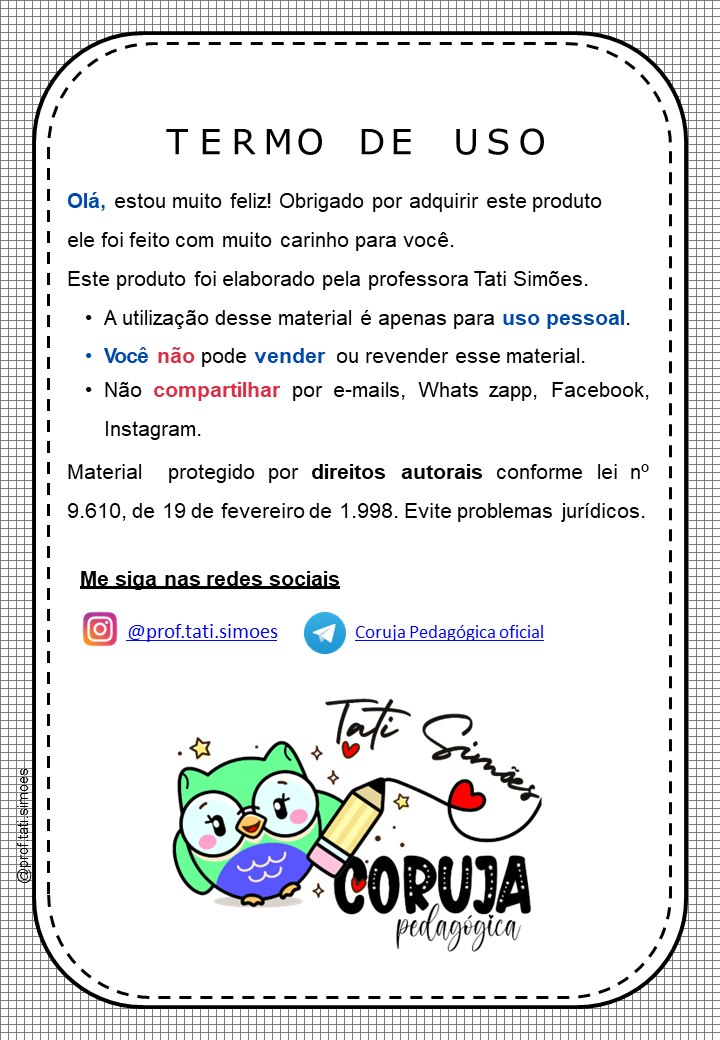 TERMO DE USO
Olá, estou muito feliz! Obrigado por adquirir este produto
ele foi feito com muito carinho para você.
Este produto foi elaborado pela professora Tati Simões.
• A utilização desse material é apenas para uso pessoal.
• Você não pode vender ou revender esse material.
• Não compartilhar por e-mails, Whats zapp, Facebook,
Instagram.
Material protegido por direitos autorais conforme lei nº
9.610, de 19 de fevereiro de 1.998. Evite problemas jurídicos.
Me siga nas redes sociais
@prof.tati.simoes
Coruja Pedagógica oficial
Tati Simões
CORUJA
pedagógica
@prof.tati.simoes